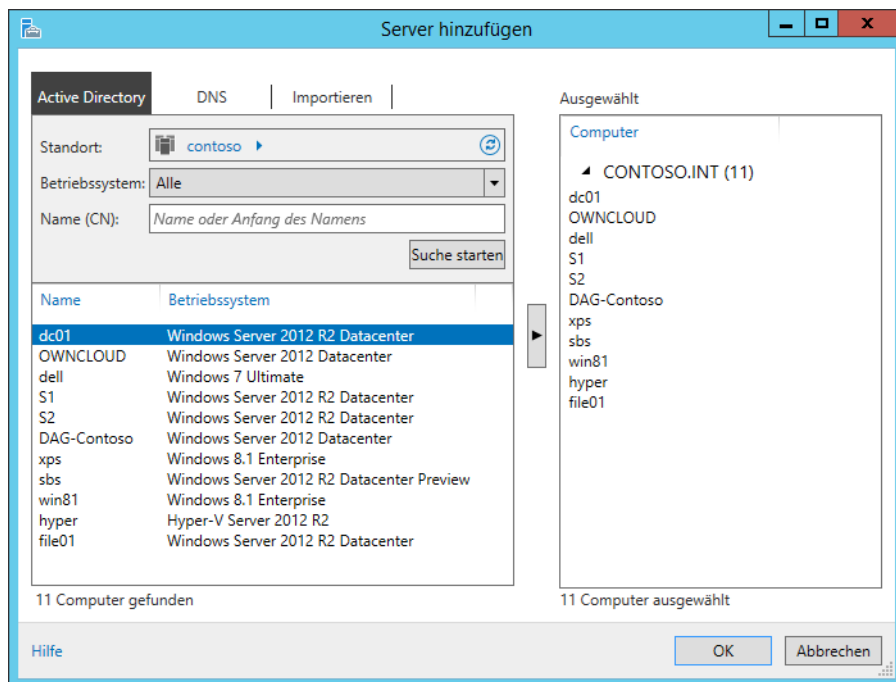 Server hinzufügen
Active Directory
DNS
Importieren
Standort:
contoso
Betriebssystem:
Alle
Name (CN):
Name oder Anfang des Namens
Suche starten
Name Betriebssystem
dc01 Windows Server 2012 R2 Datacenter
OWNCLOUD Windows Server 2012 Datacenter
dell Windows 7 Ultimate
S1 Windows Server 2012 R2 Datacenter
S2 Windows Server 2012 R2 Datacenter
DAG-Contoso Windows Server 2012 Datacenter
xps Windows 8.1 Enterprise
sbs Windows Server 2012 R2 Datacenter Preview
win81 Windows 8.1 Enterprise
hyper Hyper-V Server 2012 R2
file01 Windows Server 2012 R2 Datacenter
11 Computer gefunden
Ausgewählt
Computer
CONTOSO.INT (11)
dc01
OWNCLOUD
dell
S1
S2
DAG-Contoso
xps
sbs
win81
hyper
file01
11 Computer ausgewählt
Hilfe
OK
Abbrechen